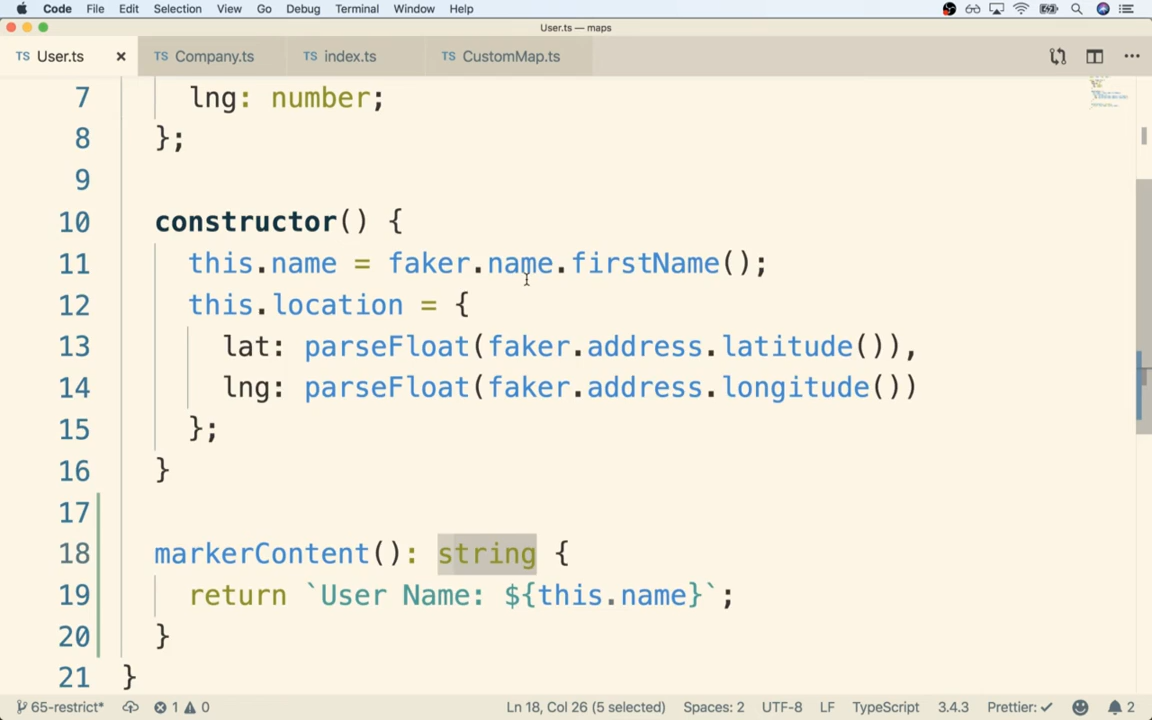 Code File Edit Selection View Go Debug Terminal Window Help
User.ts — maps
TS User.ts × TS Company.ts TS index.ts TS CustomMap.ts
7 lng: number;
8 };
9
10 constructor() {
11 this.name = faker.name.firstName();
12 this.location = {
13 lat: parseFloat(faker.address.latitude()),
14 lng: parseFloat(faker.address.longitude())
15 };
16 }
17
18 markerContent(): string {
19 return `User Name: ${this.name}`;
20 }
21 }
65-restrict* 1 0 Ln 18, Col 26 (5 selected) Spaces: 2 UTF-8 LF TypeScript 3.4.3 Prettier: ✓ 2